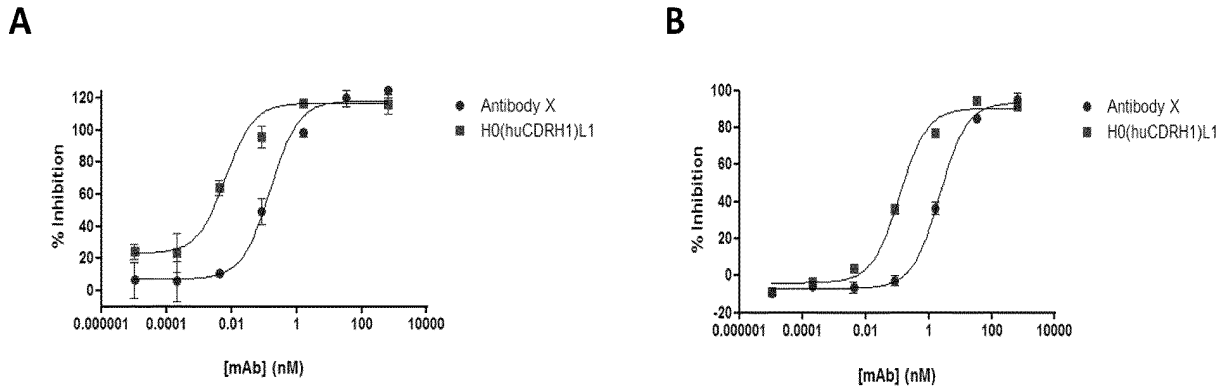 A
120
100
80
60
40
20
0
% Inhibition
0.000001 0.0001 0.01 1 100 10000
[mAb] (nM)
Antibody X
H0(huCDRH1)L1
B
100
80
60
40
20
0
-20
% Inhibition
0.000001 0.0001 0.01 1 100 10000
[mAb] (nM)
Antibody X
H0(huCDRH1)L1